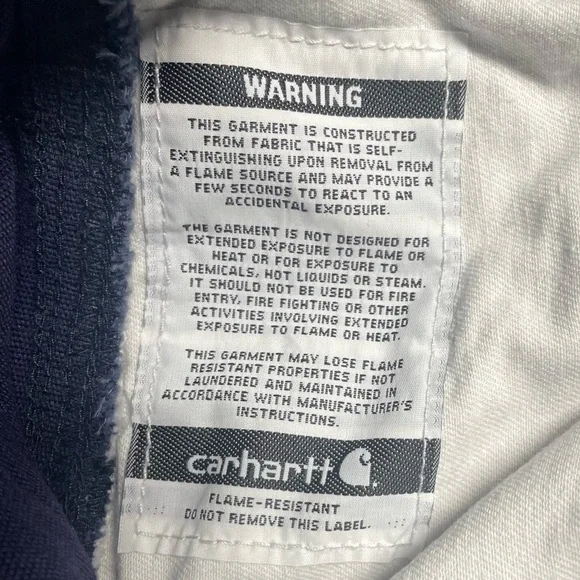 WARNING
THIS GARMENT IS CONSTRUCTED
FROM FABRIC THAT IS SELF-
EXTINGUISHING UPON REMOVAL FROM
A FLAME SOURCE AND MAY PROVIDE A
FEW SECONDS TO REACT TO AN
ACCIDENTAL EXPOSURE.
THE GARMENT IS NOT DESIGNED FOR
EXTENDED EXPOSURE TO FLAME OR
HEAT OR FOR EXPOSURE TO
CHEMICALS, HOT LIQUIDS OR STEAM.
IT SHOULD NOT BE USED FOR FIRE
ENTRY, FIRE FIGHTING OR OTHER
ACTIVITIES INVOLVING EXTENDED
EXPOSURE TO FLAME OR HEAT.
THIS GARMENT MAY LOSE FLAME
RESISTANT PROPERTIES IF NOT
LAUNDERED AND MAINTAINED IN
ACCORDANCE WITH MANUFACTURER'S
INSTRUCTIONS.
carhartt
FLAME-RESISTANT
DO NOT REMOVE THIS LABEL.